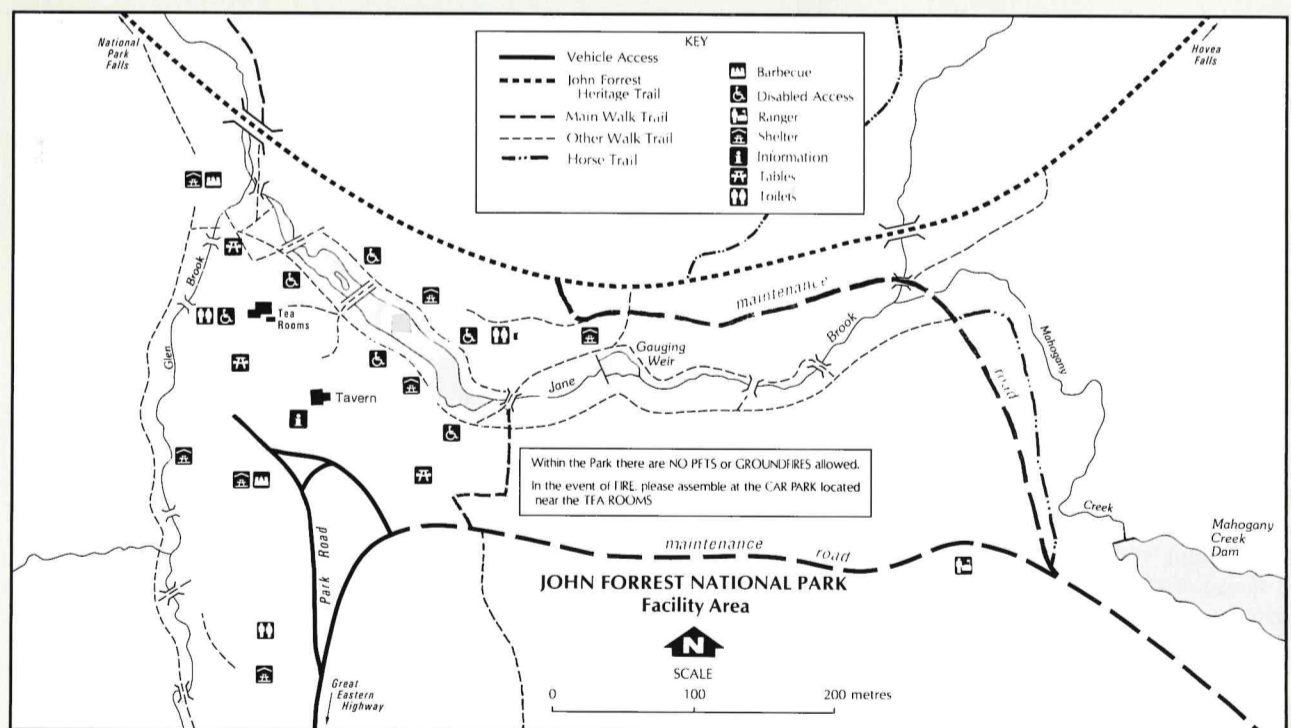 National
Park
Falls
Hovea
Falls
KEY
Vehicle Access
John Forrest
Heritage Trail
Main Walk Trail
Other Walk Trail
Horse Trail
Barbecue
Disabled Access
Ranger
Shelter
Information
Tables
Toilets
Brook
Glen
Tea
Rooms
Tavern
maintenance
road
Gauging
Weir
Jane
Brook
Mahogany
Creek
Mahogany
Creek
Dam
Within the Park there are NO PETS or GROUNDFIRES allowed.
In the event of FIRE, please assemble at the CAR PARK located
near the TEA ROOMS
Park Road
maintenance road
JOHN FORREST NATIONAL PARK
Facility Area
N
SCALE
0 100 200 metres
Great
Eastern
Highway